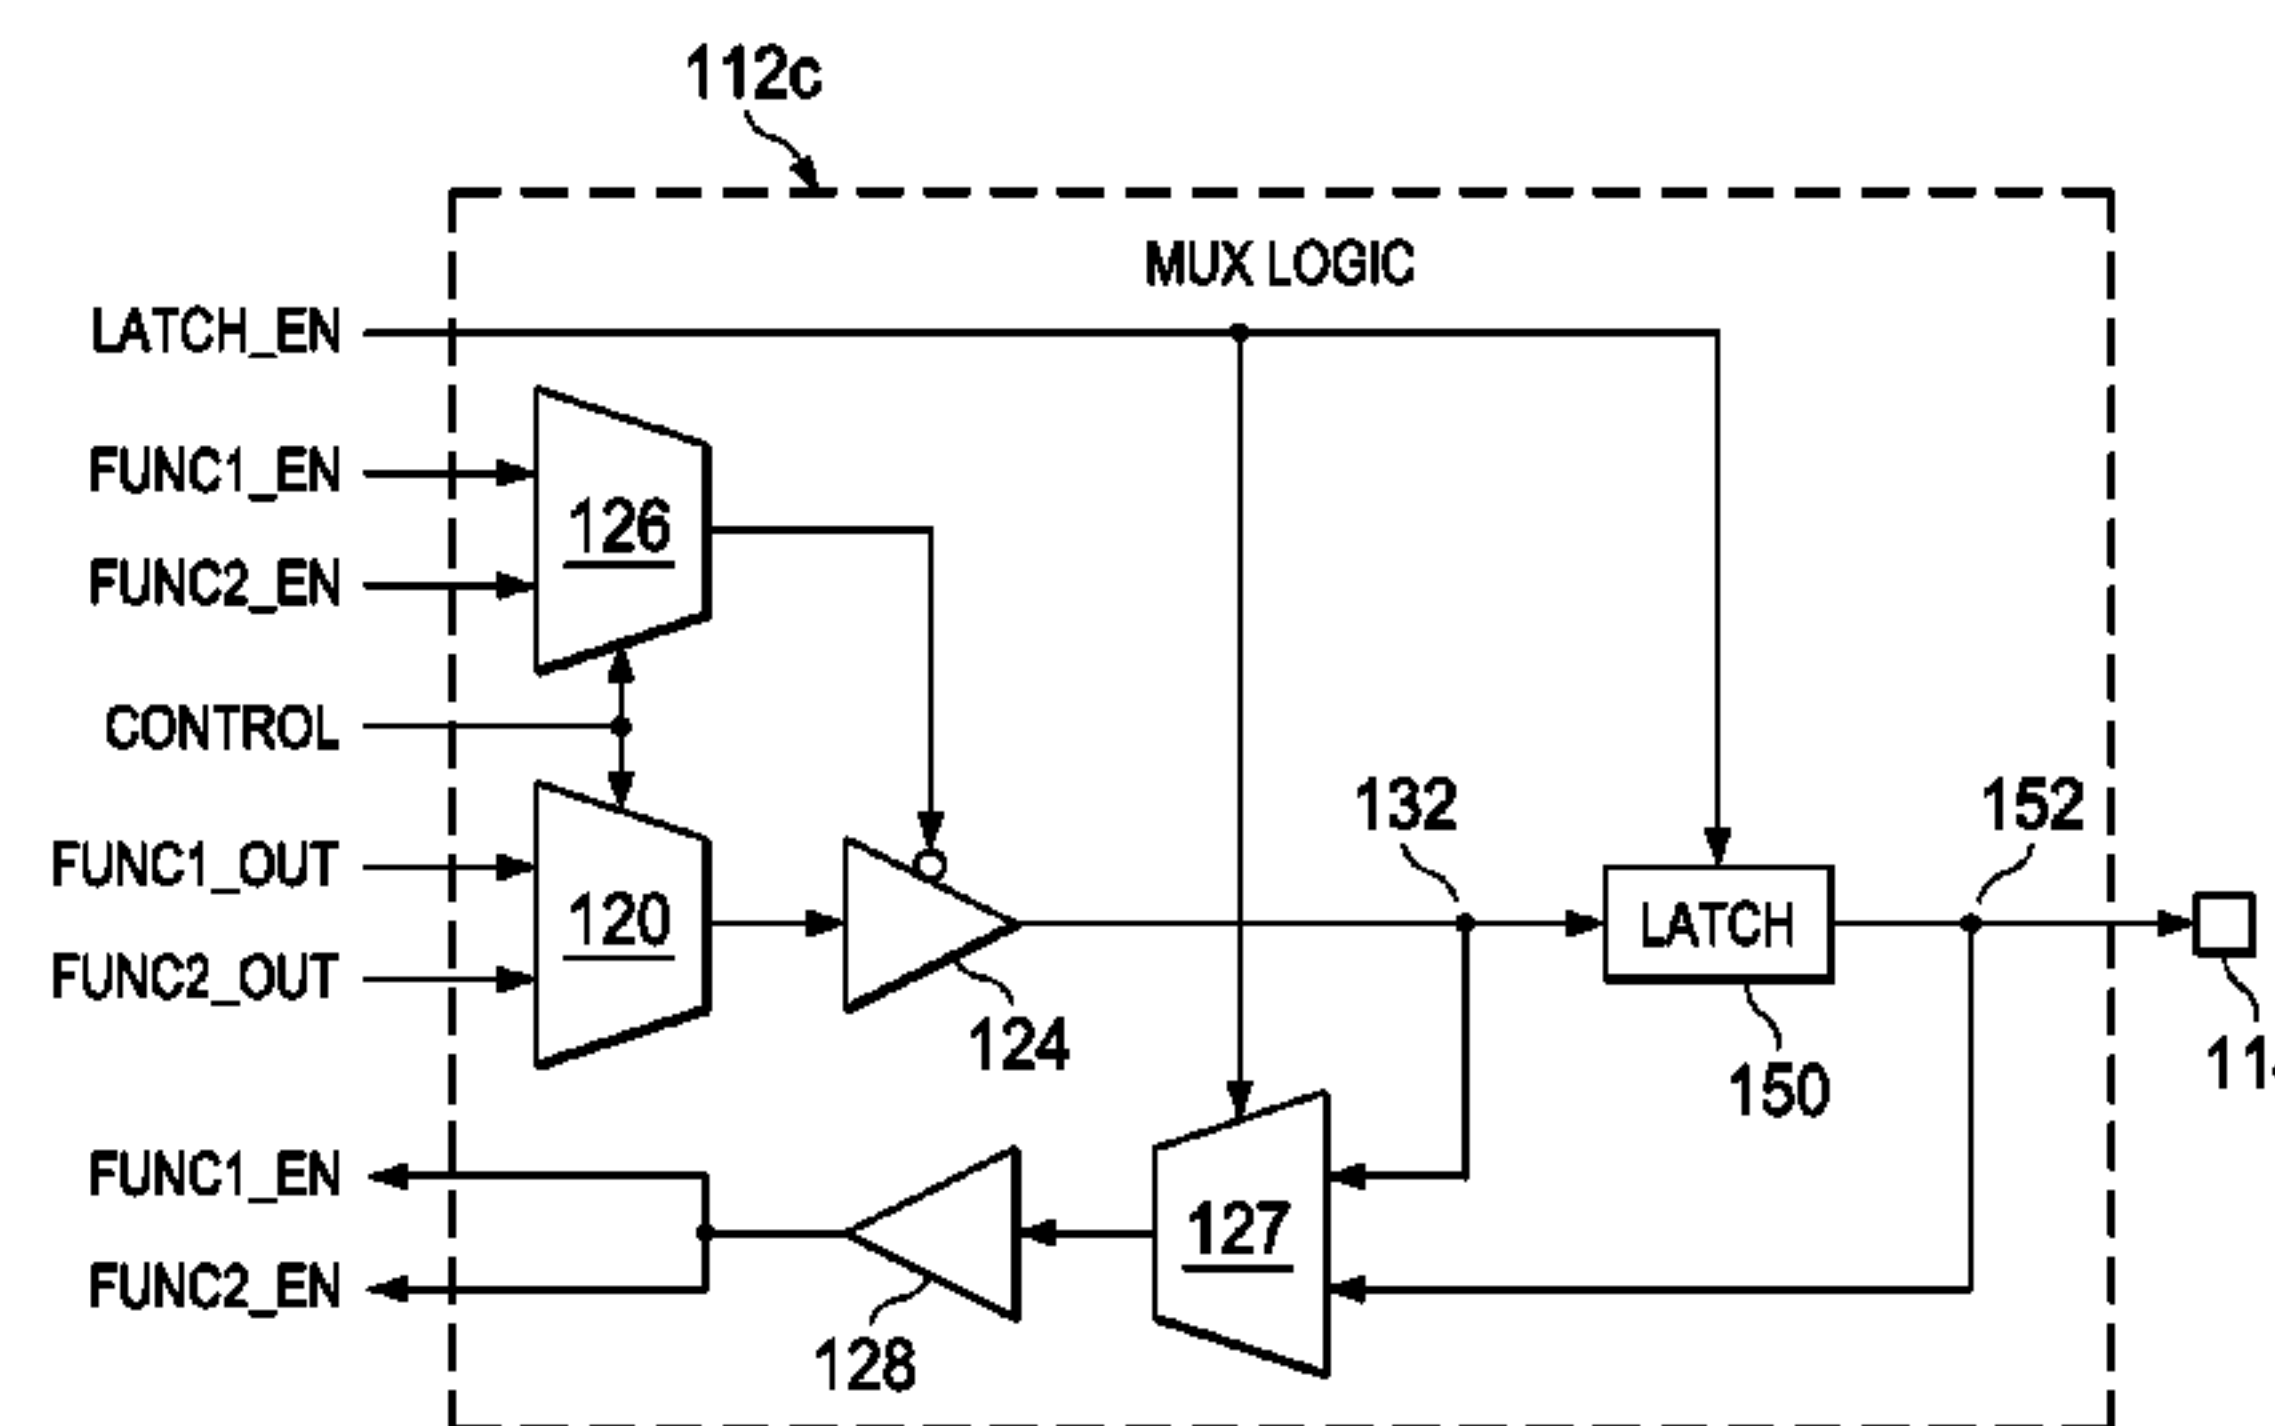 112c
MUX LOGIC
LATCH_EN
FUNC1_EN
126
FUNC2_EN
CONTROL
132
152
FUNC1_OUT
120
LATCH
FUNC2_OUT
124
150
FUNC1_EN
127
FUNC2_EN
128